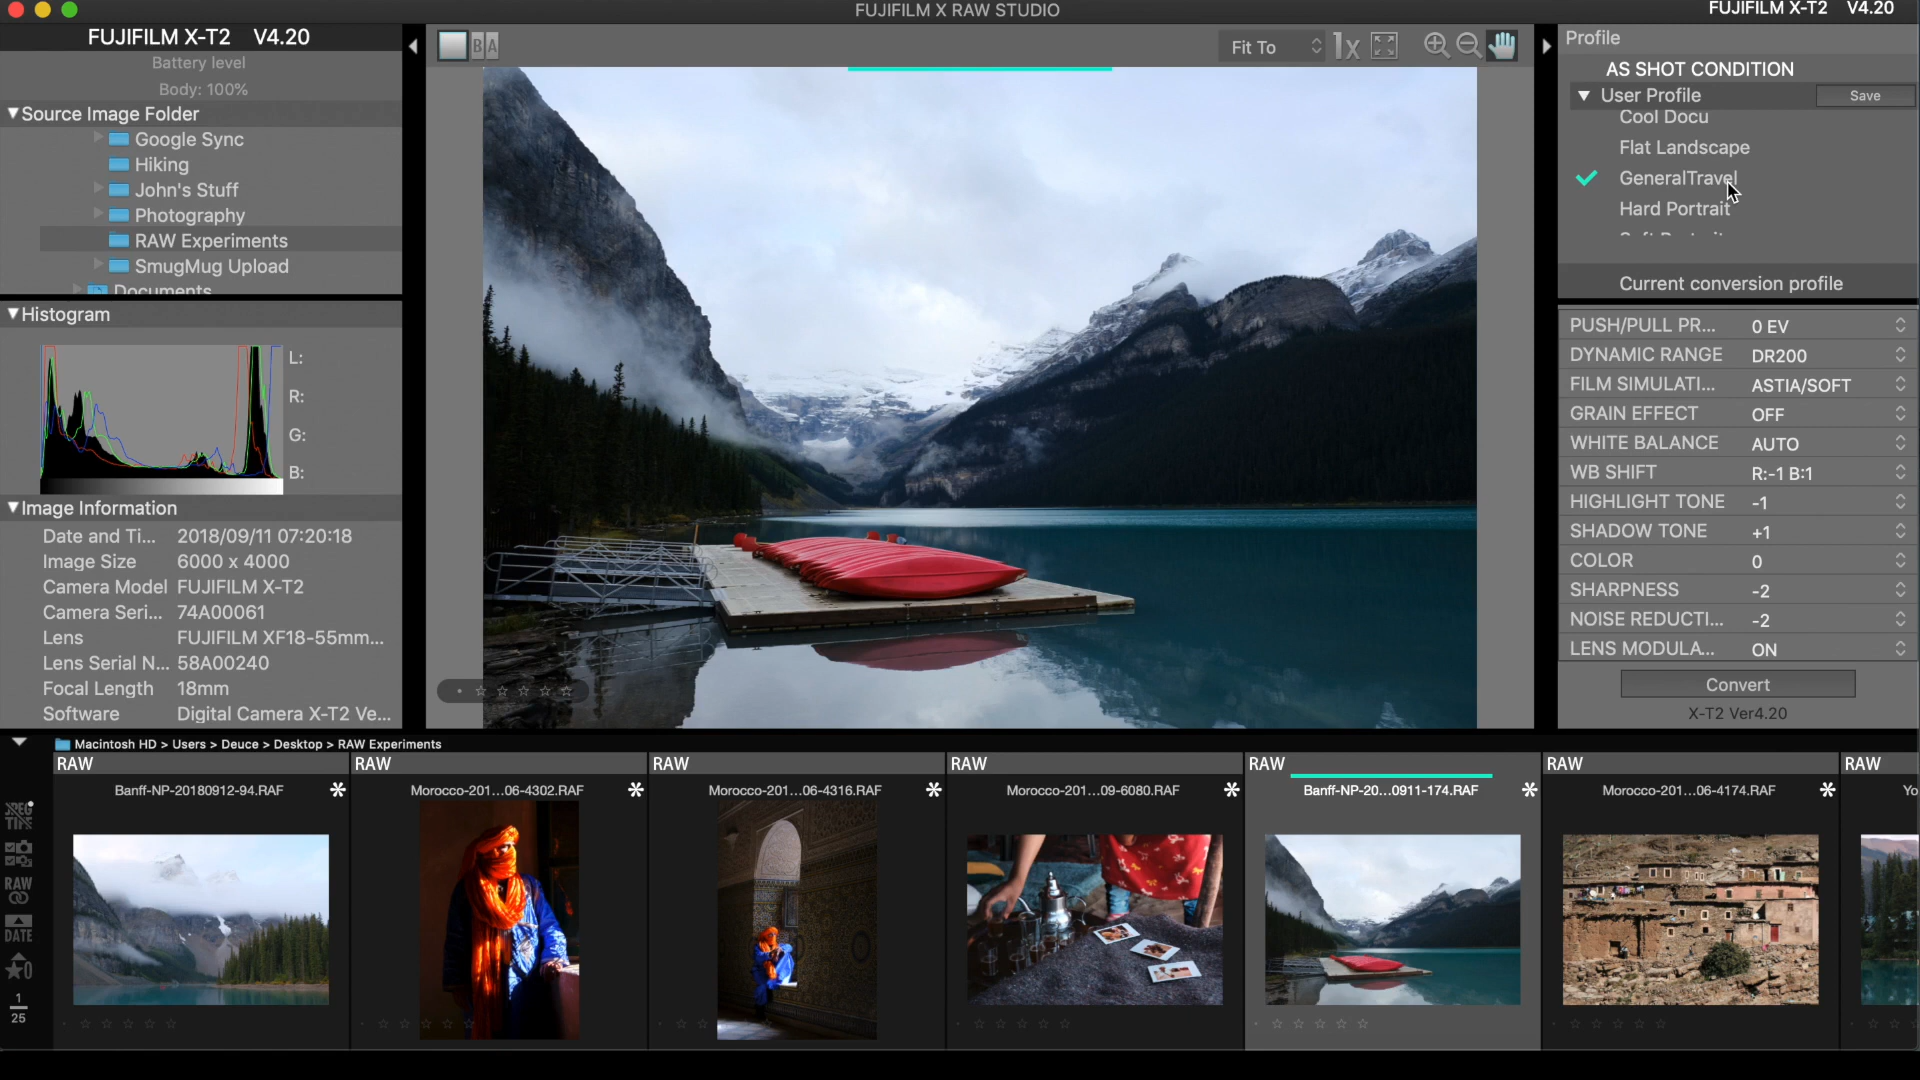 FUJIFILM X RAW STUDIO
FUJIFILM X-T2 V4.20
FUJIFILM X-T2 V4.20
Battery level
Body: 100%
Source Image Folder
Google Sync
Hiking
John's Stuff
Photography
RAW Experiments
SmugMug Upload
Documents
Histogram
L:
R:
G:
B:
Image Information
Date and Ti... 2018/09/11 07:20:18
Image Size 6000 x 4000
Camera Model FUJIFILM X-T2
Camera Seri... 74A00061
Lens FUJIFILM XF18-55mm...
Lens Serial N... 58A00240
Focal Length 18mm
Software Digital Camera X-T2 Ve...
B A
Fit To
1x
Profile
AS SHOT CONDITION
User Profile Save
Cool Docu
Flat Landscape
GeneralTravel
Hard Portrait
Current conversion profile
PUSH/PULL PR... 0 EV
DYNAMIC RANGE DR200
FILM SIMULATI... ASTIA/SOFT
GRAIN EFFECT OFF
WHITE BALANCE AUTO
WB SHIFT R:-1 B:1
HIGHLIGHT TONE -1
SHADOW TONE +1
COLOR 0
SHARPNESS -2
NOISE REDUCTI... -2
LENS MODULA... ON
Convert
X-T2 Ver4.20
Macintosh HD > Users > Deuce > Desktop > RAW Experiments
RAW RAW RAW RAW RAW RAW RAW
Banff-NP-20180912-94.RAF Morocco-201...06-4302.RAF Morocco-201...06-4316.RAF Morocco-201...09-6080.RAF Banff-NP-20...0911-174.RAF Morocco-201...06-4174.RAF Yo
JPEG
TIFF
RAW
DATE
0
1
25